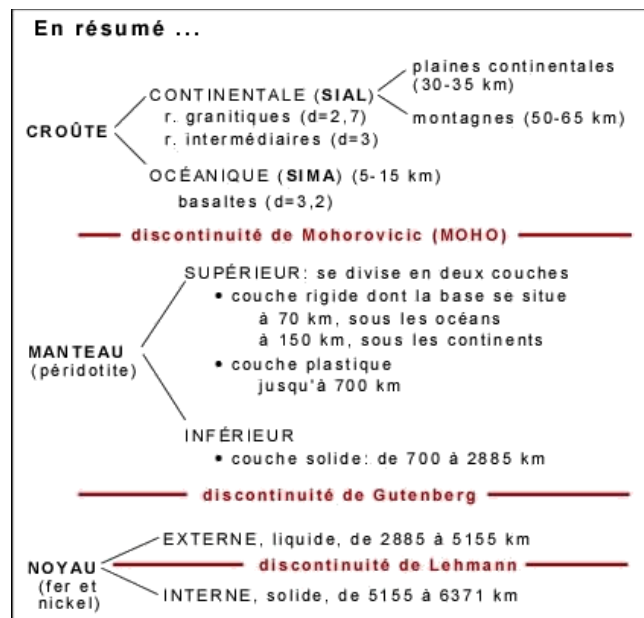 En résumé ...
plaines continentales
(30-35 km)
CONTINENTALE (SIAL)
r. granitiques (d=2,7)
montagnes (50-65 km)
r. intermédiaires (d=3)
CROÛTE
OCÉANIQUE (SIMA) (5-15 km)
basaltes (d=3,2)
discontinuité de Mohorovicic (MOHO)
SUPÉRIEUR: se divise en deux couches
• couche rigide dont la base se situe
à 70 km, sous les océans
à 150 km, sous les continents
MANTEAU
(péridotite)
• couche plastique
jusqu'à 700 km
INFÉRIEUR
• couche solide: de 700 à 2885 km
discontinuité de Gutenberg
EXTERNE, liquide, de 2885 à 5155 km
NOYAU
(fer et
nickel)
discontinuité de Lehmann
INTERNE, solide, de 5155 à 6371 km